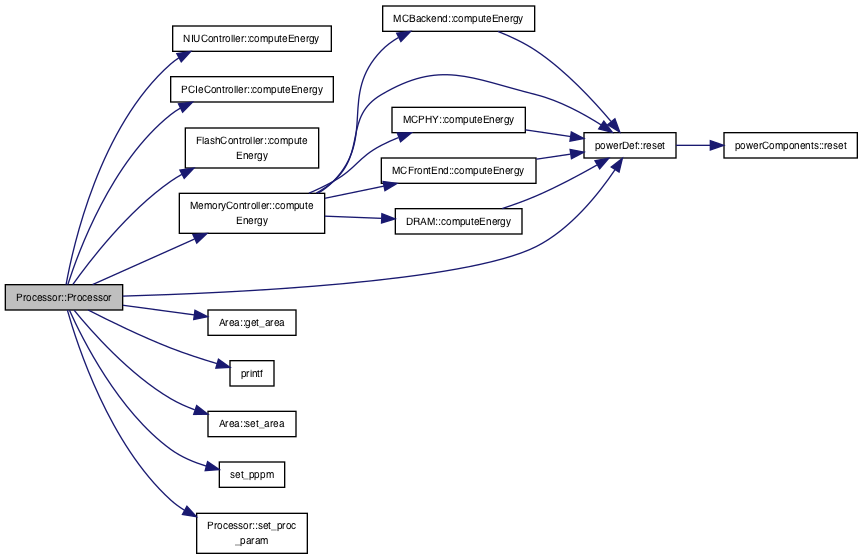 MCBackend::computeEnergy
NIUController::computeEnergy
PCIeController::computeEnergy
MCPHY::computeEnergy
FlashController::compute
Energy
powerDef::reset
powerComponents::reset
MCFrontEnd::computeEnergy
MemoryController::compute
Energy
DRAM::computeEnergy
Processor::Processor
Area::get_area
printf
Area::set_area
set_pppm
Processor::set_proc
_param